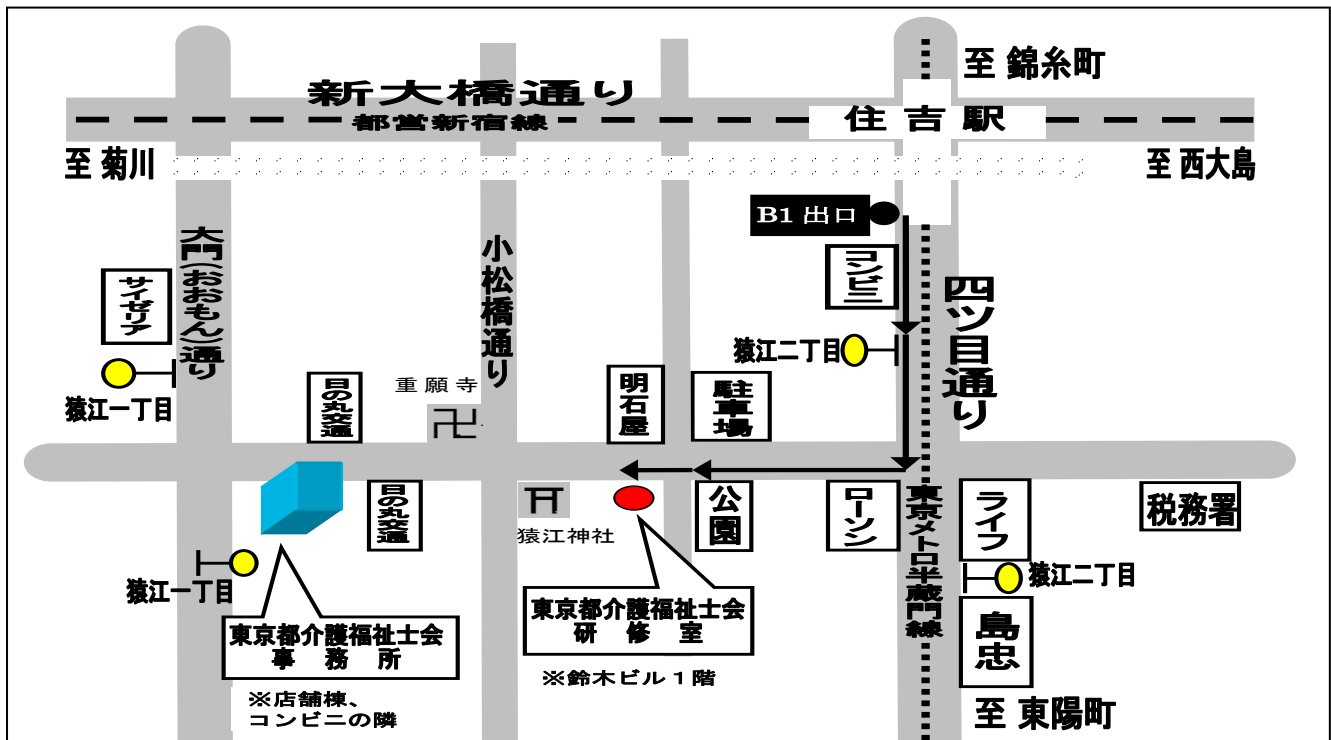 至 錦糸町
新大橋通り
都営新宿線
住吉駅
至 菊川
至 西大島
B1 出口
コンビニ
大門(おおもん)通り
小松橋通り
四ツ目通り
サイゼリア
猿江二丁目
猿江一丁目
日の丸交通
重願寺
卍
明石屋
駐車場
日の丸交通
猿江神社
公園
ローソン
東京メトロ半蔵門線
ライフ
税務署
猿江一丁目
猿江二丁目
東京都介護福祉士会
事務所
東京都介護福祉士会
研修室
島忠
※鈴木ビル1階
※店舗棟、
コンビニの隣
至 東陽町